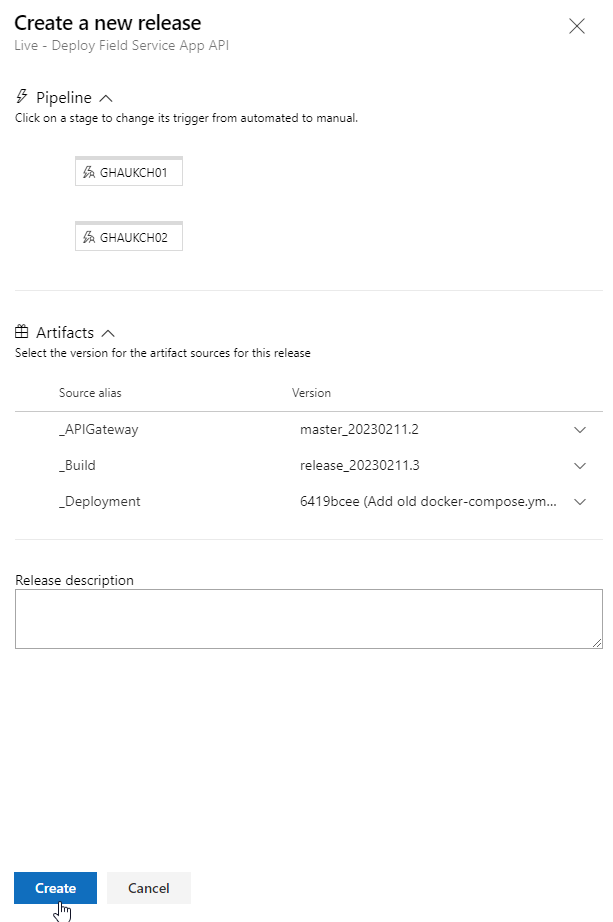 Create a new release
Live - Deploy Field Service App API
Pipeline
Click on a stage to change its trigger from automated to manual.
GHAUKCH01
GHAUKCH02
Artifacts
Select the version for the artifact sources for this release
Source alias Version
_APIGateway master_20230211.2
_Build release_20230211.3
_Deployment 6419bcee (Add old docker-compose.ym...
Release description
Create Cancel